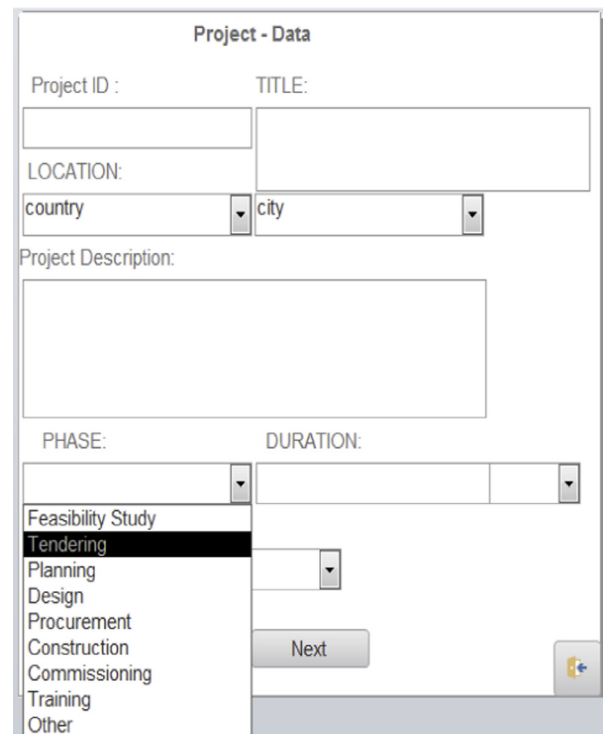 Project - Data
Project ID : TITLE:
LOCATION:
country city
Project Description:
PHASE: DURATION:
Feasibility Study
Tendering
Planning
Design
Procurement
Construction
Commissioning
Training
Other
Next